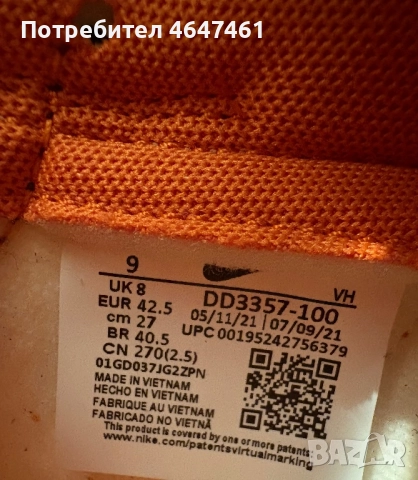 Потребител 4647461
9
VH
UK 8
EUR 42.5
cm 27
BR 40.5
CN 270(2.5)
DD3357-100
05/11/21 07/09/21
UPC 00195242756379
01GD037JG2ZPN
MADE IN VIETNAM
HECHO EN VIETNAM
FABRIQUE AU VIETNAM
FABRICADO NO VIETNÃ
This product is covered by one or more patents.
www.nike.com/patentsvirtualmarking
BAZAR